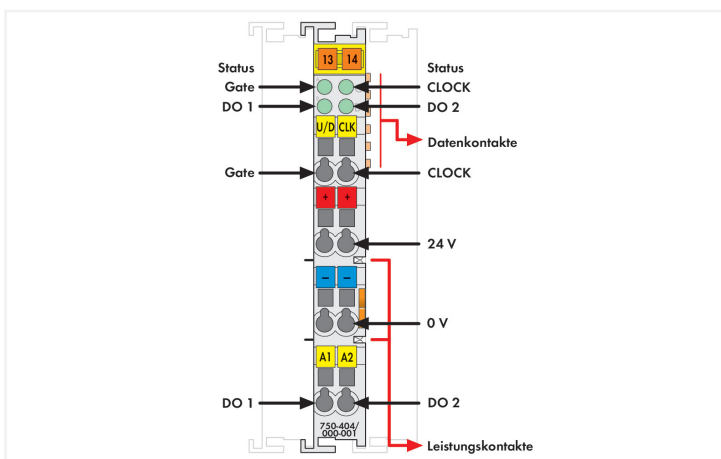 13 14
Status Status
Gate CLOCK
DO 1 DO 2
U/D CLK
Datenkontakte
Gate CLOCK
+ +
24 V
− −
0 V
A1 A2
DO 1 DO 2
750-404/
000-001
Leistungskontakte